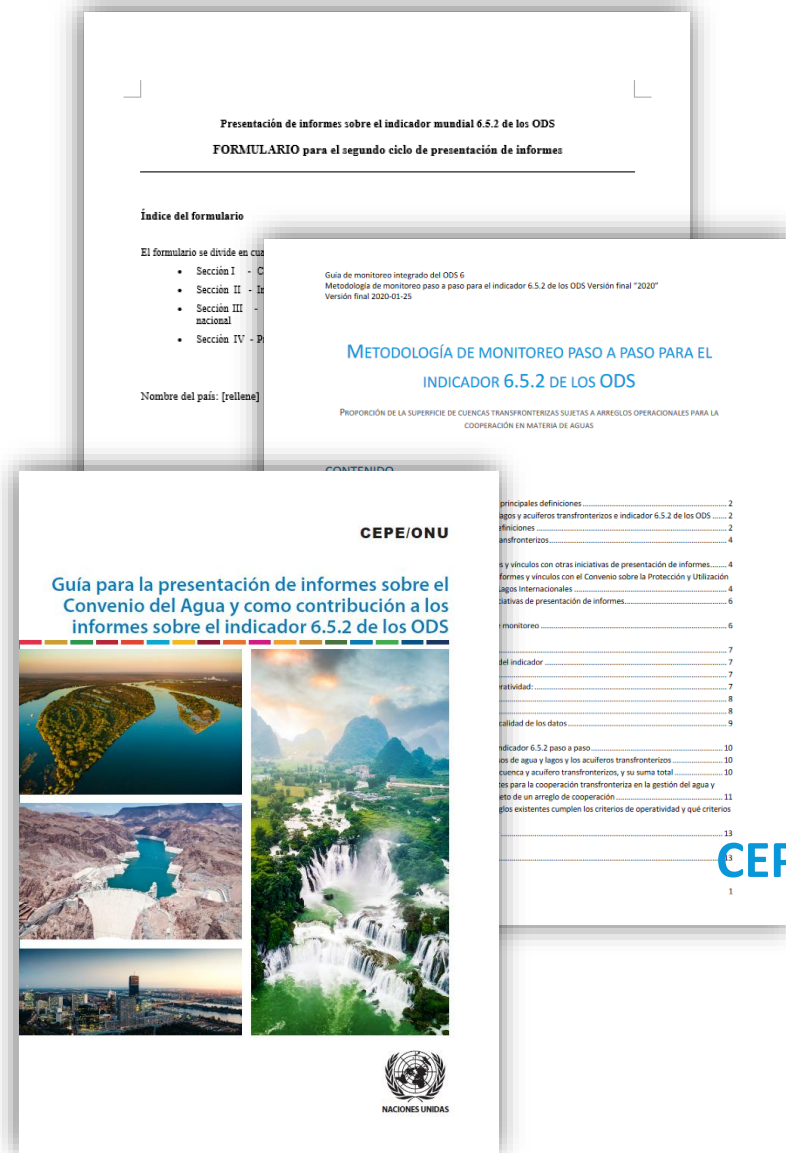 Presentación de informes sobre el indicador mundial 6.5.2 de los ODS
FORMULARIO para el segundo ciclo de presentación de informes
Índice del formulario
El formulario se divide en cua
• Sección I - C
• Sección II - In
• Sección III -
nacional
• Sección IV - P
Nombre del país: [rellene]
Guía de monitoreo integrado del ODS 6
Metodología de monitoreo paso a paso para el indicador 6.5.2 de los ODS Versión final "2020"
Versión final 2020-01-25
METODOLOGÍA DE MONITOREO PASO A PASO PARA EL
INDICADOR 6.5.2 DE LOS ODS
PROPORCIÓN DE LA SUPERFICIE DE CUENCAS TRANSFRONTERIZAS SUJETAS A ARREGLOS OPERACIONALES PARA LA
COOPERACIÓN EN MATERIA DE AGUAS
CONTENIDO
principales definiciones 2
agos y acuíferos transfronterizos e indicador 6.5.2 de los ODS 2
efiniciones 2
ansfronterizos 4
s y vínculos con otras iniciativas de presentación de informes 4
formes y vínculos con el Convenio sobre la Protección y Utilización
Lagos Internacionales 4
ciativas de presentación de informes 6
e monitoreo 6
7
del indicador 7
7
ratividad: 7
8
8
calidad de los datos 9
indicador 6.5.2 paso a paso 10
sos de agua y lagos y los acuíferos transfronterizos 10
cuenca y acuífero transfronterizos, y su suma total 10
tes para la cooperación transfronteriza en la gestión del agua y
eto de un arreglo de cooperación 11
glos existentes cumplen los criterios de operatividad y qué criterios
13
13
CEP
1
CEPE/ONU
Guía para la presentación de informes sobre el
Convenio del Agua y como contribución a los
informes sobre el indicador 6.5.2 de los ODS
NACIONES UNIDAS